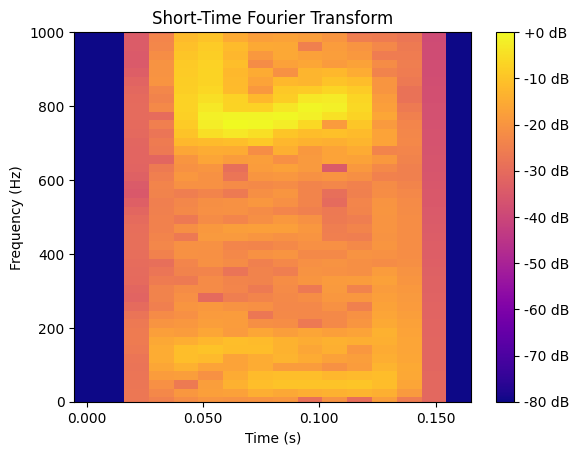 Short-Time Fourier Transform
1000
800
600
400
200
0
Frequency (Hz)
0.000
0.050
0.100
0.150
Time (s)
+0 dB
-10 dB
-20 dB
-30 dB
-40 dB
-50 dB
-60 dB
-70 dB
-80 dB